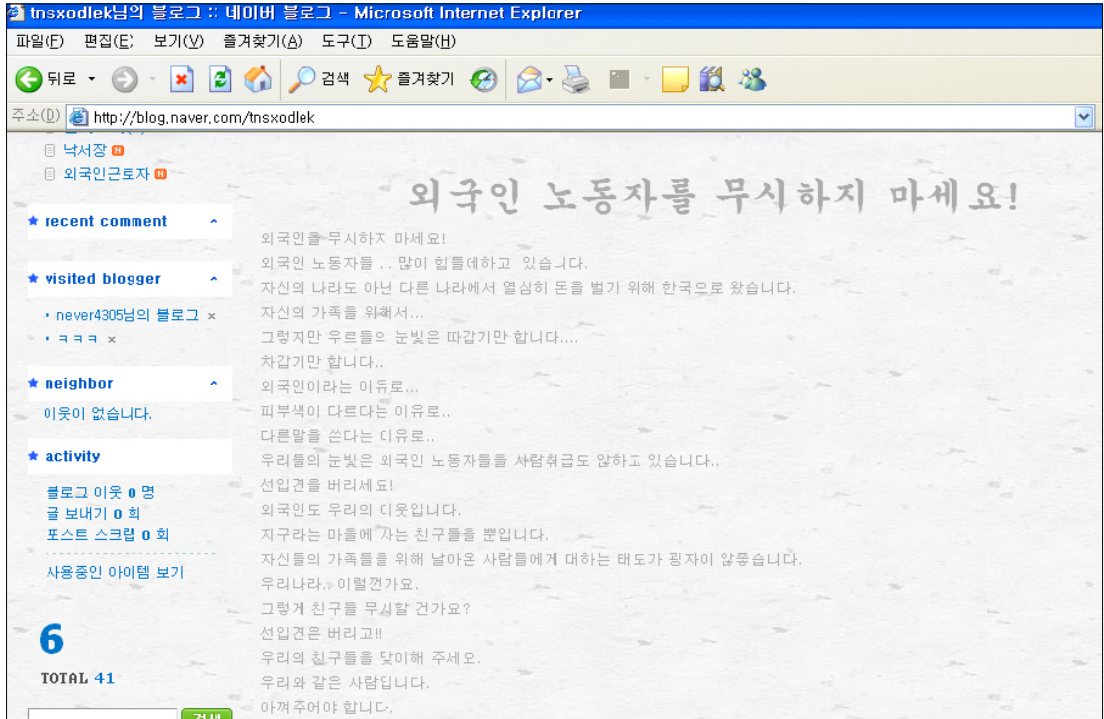 tnsxodlek님의 블로그 :: 네이버 블로그 - Microsoft Internet Explorer
파일(F) 편집(E) 보기(V) 즐겨찾기(A) 도구(T) 도움말(H)
뒤로 검색 즐겨찾기
주소(D) http://blog.naver.com/tnsxodlek
낙서장 N
외국인근로자 N
recent comment
visited blogger
• never4305님의 블로그 ×
• ㅋㅋㅋ ×
neighbor
이웃이 없습니다.
activity
블로그 이웃 0 명
글 보내기 0 회
포스트 스크랩 0 회
사용중인 아이템 보기
6
TOTAL 41
검색
외국인 노동자를 무시하지 마세요!
외국인을 무시하지 마세요!
외국인 노동자들 .. 많이 힘들에하고 있습니다.
자신의 나라도 아닌 다른 나라에서 열심히 돈을 벌기 위해 한국으로 왔습니다.
자신의 가족을 위해서...
그렇지만 우르들의 눈빛은 따갑기만 합니다....
차갑기만 합니다..
외국인이라는 이유로...
피부색이 다르다는 이유로..
다른말을 쓴다는 이유로..
우리들의 눈빛은 외국인 노동자들을 사람취급도 않하고 있습니다..
선입견을 버리세요!
외국인도 우리의 이웃입니다.
지구라는 마을에 사는 친구들을 뿐입니다.
자신들의 가족들을 위해 날아온 사람들에게 대하는 태도가 굉자이 않좋습니다.
우리나라.. 이럴껀가요.
그렇게 친구들 무시할 건가요?
선입견은 버리고!!
우리의 친구들을 맞이해 주세요.
우리와 같은 사람입니다.
아껴주어야 합니다.